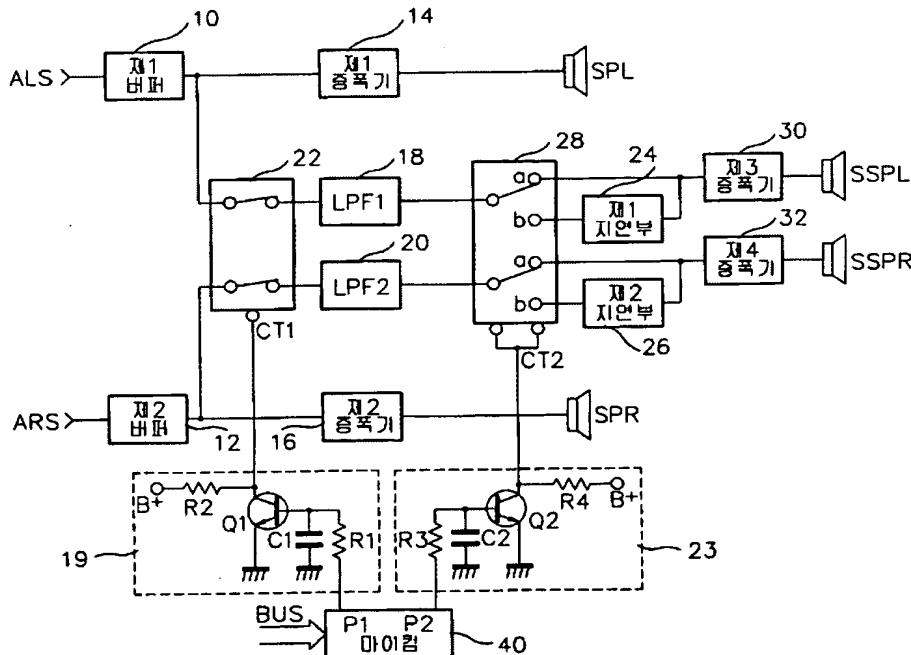 10
14
ALS
제1
버퍼
제1
증폭기
SPL
22
18
28
24
30
LPF1
a
b
제1
지연부
제3
증폭기
SSPL
20
32
LPF2
a
b
제2
지연부
제4
증폭기
SSPR
CT1
CT2
26
ARS
제2
버퍼
12
16
제2
증폭기
SPR
B+
R2
Q1
C1
R1
R3
C2
Q2
R4
B+
19
23
BUS
P1
P2
마이컴
40